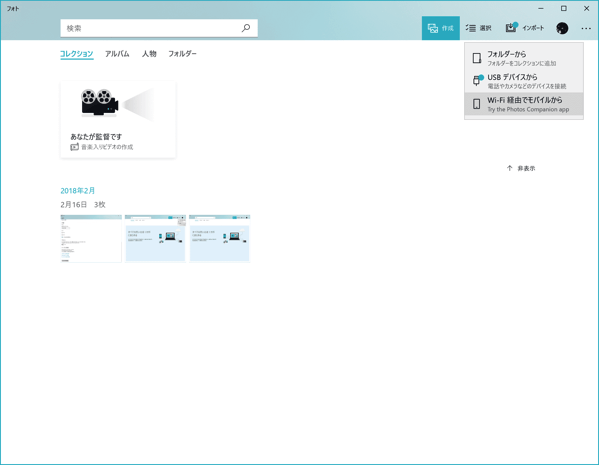 フォト
検索
作成
選択
インポート
コレクション
アルバム
人物
フォルダー
フォルダーから
フォルダーをコレクションに追加
USB デバイスから
電話やカメラなどのデバイスを接続
Wi-Fi 経由でモバイルから
Try the Photos Companion app
あなたが監督です
音楽入りビデオの作成
非表示
2018年2月
2月16日 3枚